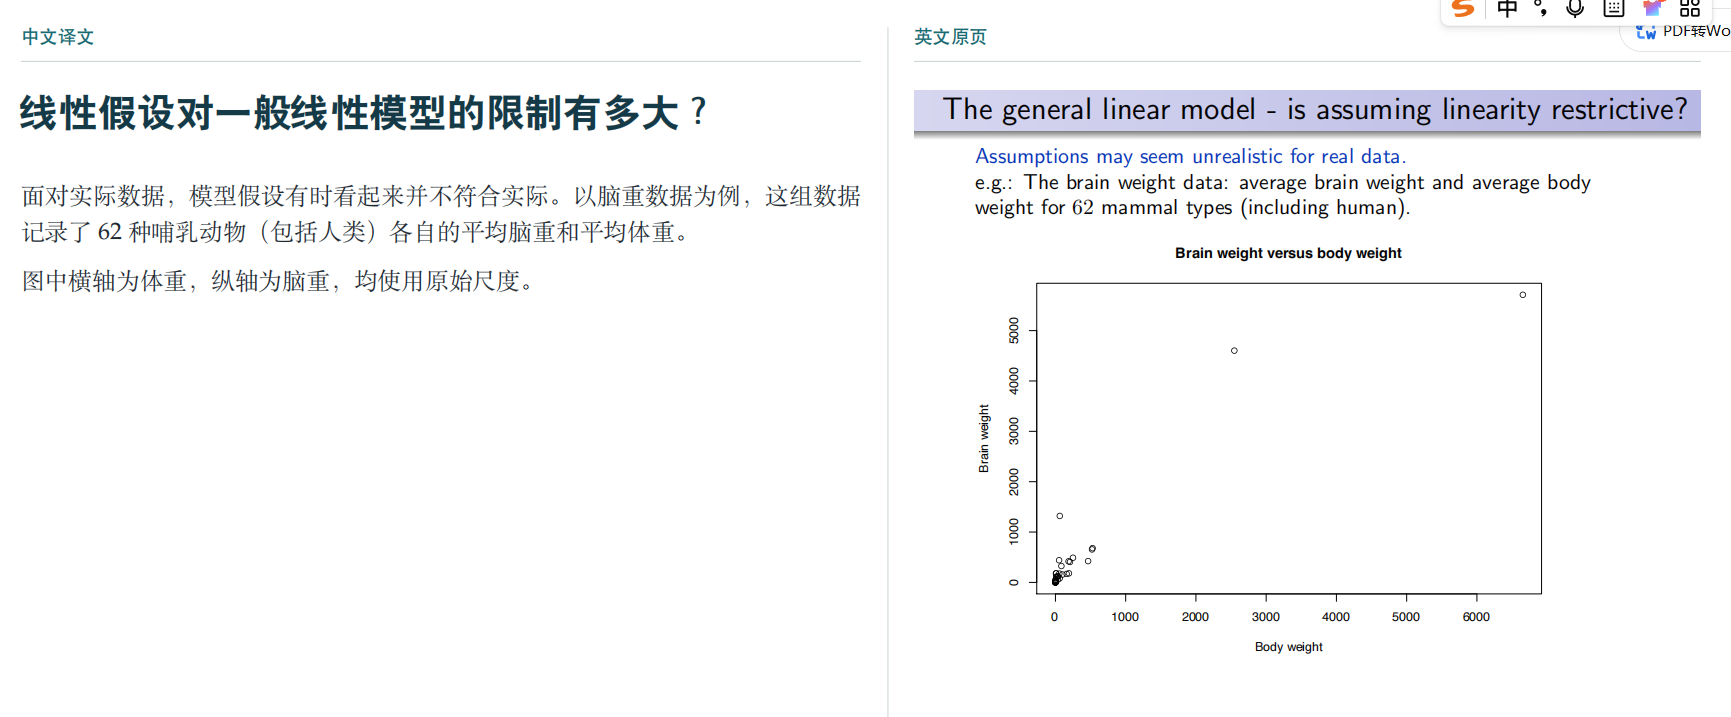 中
PDF转Wo
中文译文
线性假设对一般线性模型的限制有多大？
面对实际数据，模型假设有时看起来并不符合实际。以脑重数据为例，这组数据
记录了 62 种哺乳动物（包括人类）各自的平均脑重和平均体重。
图中横轴为体重，纵轴为脑重，均使用原始尺度。
英文原页
The general linear model - is assuming linearity restrictive?
Assumptions may seem unrealistic for real data.
e.g.: The brain weight data: average brain weight and average body
weight for 62 mammal types (including human).
Brain weight versus body weight
Brain weight
5000
4000
3000
2000
1000
0
0 1000 2000 3000 4000 5000 6000
Body weight